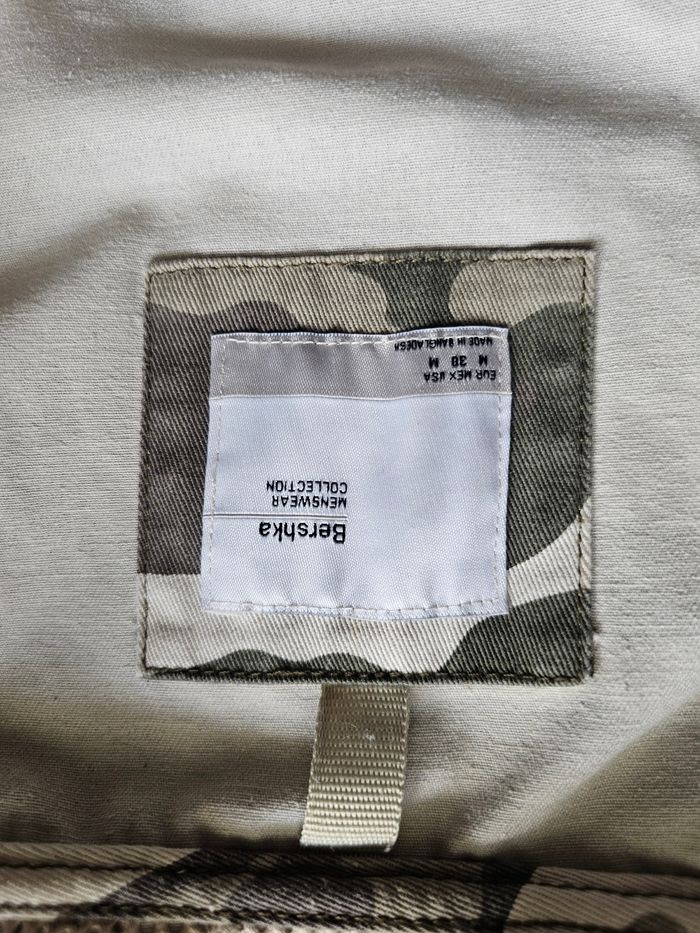 Bershka
MENSWEAR
COLLECTION
EUR MEX USA
M 38 M
MADE IN BANGLADESH